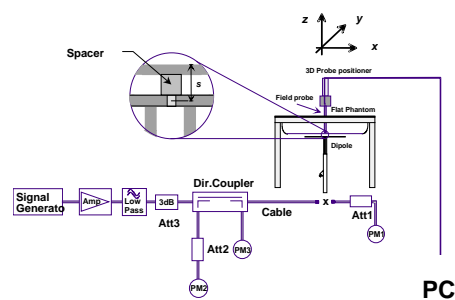 z
y
x
Spacer
s
3D Probe positioner
Field probe
Flat Phantom
Dipole
Signal
Generato
Amp
Low
Pass
3dB
Att3
Dir.Coupler
Cable
x
Att1
PM1
Att2
PM3
PM2
PC